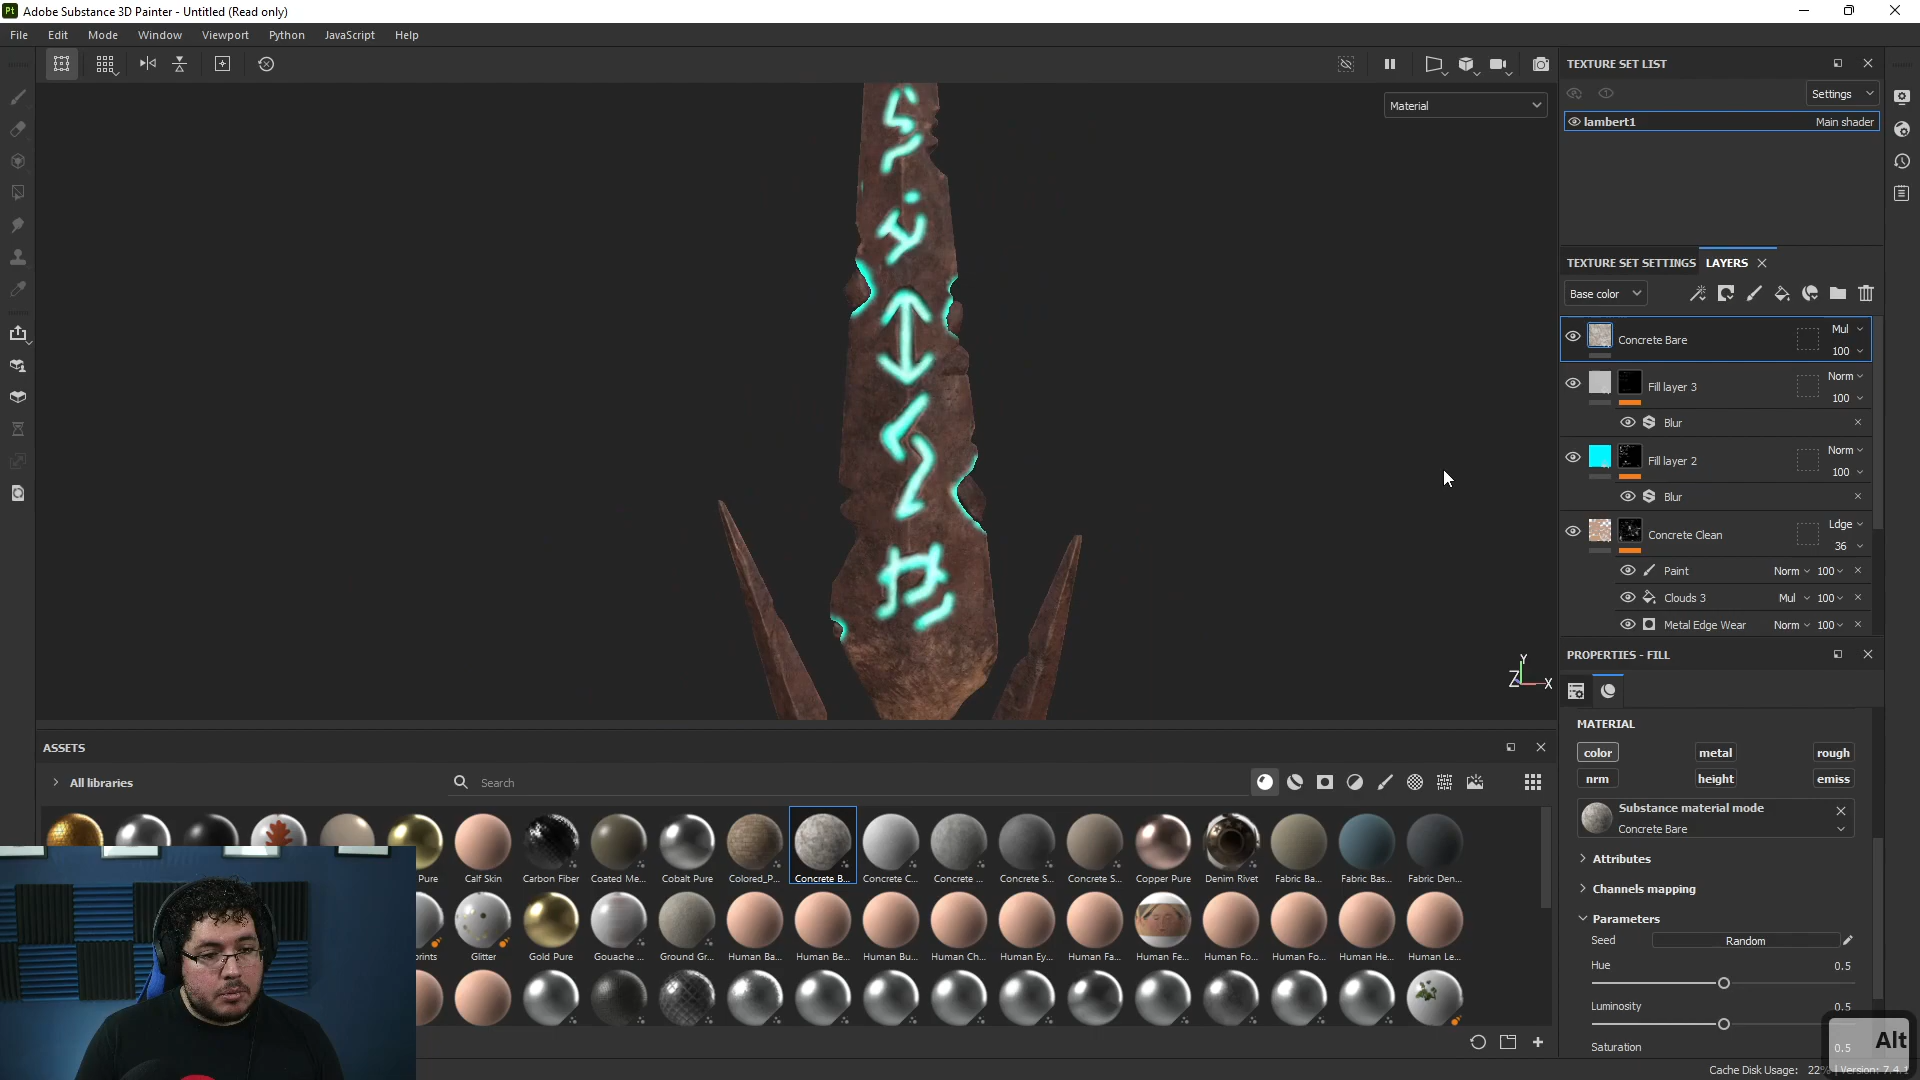 Adobe Substance 3D Painter - Untitled (Read only)
File Edit Mode Window Viewport Python JavaScript Help
Material
TEXTURE SET LIST
Settings
lambert1 Main shader
TEXTURE SET SETTINGS LAYERS
Base color
Concrete Bare Mul 100
Fill layer 3 Norm 100
Blur
Fill layer 2 Norm 100
Blur
Concrete Clean Ldge 36
Paint Norm 100
Clouds 3 Mul 100
Metal Edge Wear Norm 100
Y
Z X
PROPERTIES - FILL
MATERIAL
color metal rough
nrm height emiss
Substance material mode
Concrete Bare
Attributes
Channels mapping
Parameters
Seed Random
Hue 0.5
Luminosity 0.5
Saturation 0.5
Alt
ASSETS
All libraries Search
Pure Calf Skin Carbon Fiber Coated Me... Cobalt Pure Colored_P... Concrete B... Concrete C... Concrete ... Concrete S... Concrete S... Copper Pure Denim Rivet Fabric Ba... Fabric Bas... Fabric Den...
rints Glitter Gold Pure Gouache ... Ground Gr... Human Ba... Human Be... Human Bu... Human Ch... Human Ey... Human Fa... Human Fe... Human Fo... Human Fo... Human He... Human Le...
Cache Disk Usage: 22% | Version: 7.4.1